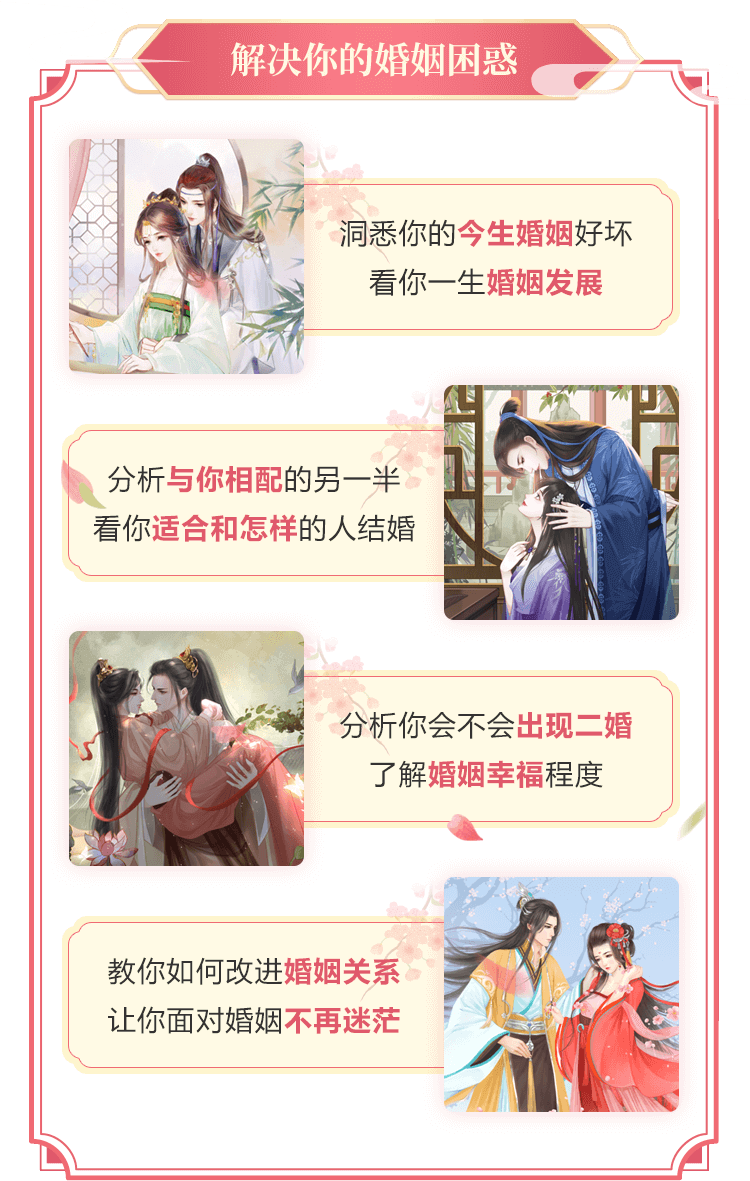 解决你的婚姻困惑
洞悉你的今生婚姻好坏
看你一生婚姻发展
分析与你相配的另一半
看你适合和怎样的人结婚
分析你会不会出现二婚
了解婚姻幸福程度
教你如何改进婚姻关系
让你面对婚姻不再迷茫